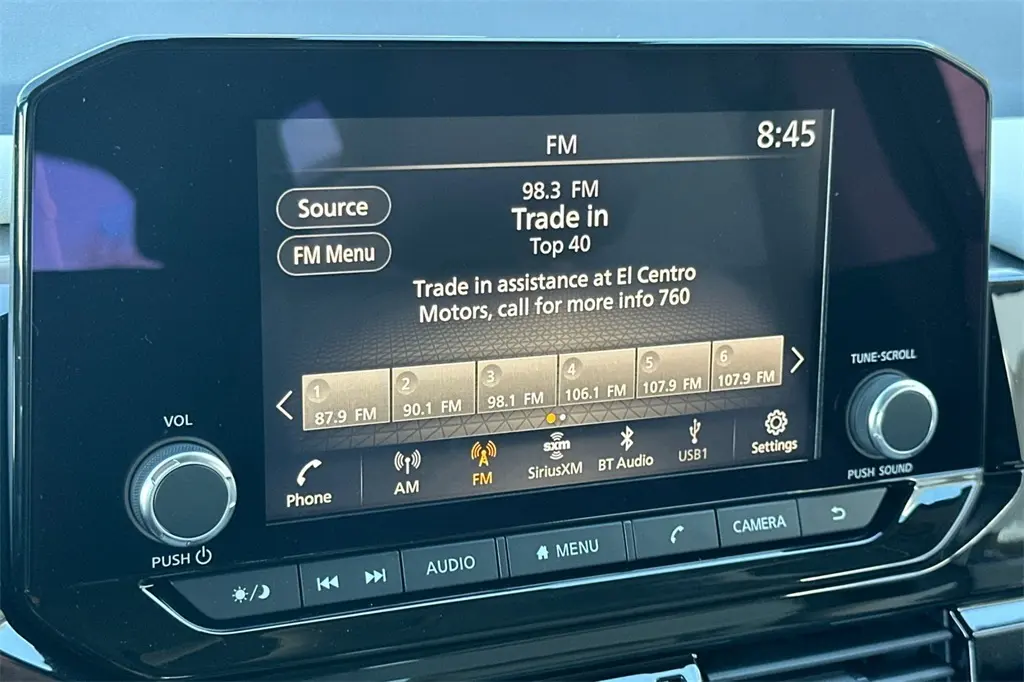 FM
8:45
Source
FM Menu
98.3 FM
Trade in
Top 40
Trade in assistance at El Centro
Motors, call for more info 760
1
87.9 FM
2
90.1 FM
3
98.1 FM
4
106.1 FM
5
107.9 FM
6
107.9 FM
Phone
AM
FM
sxm
SiriusXM
BT Audio
USB1
Settings
VOL
PUSH
TUNE·SCROLL
PUSH SOUND
AUDIO
MENU
CAMERA